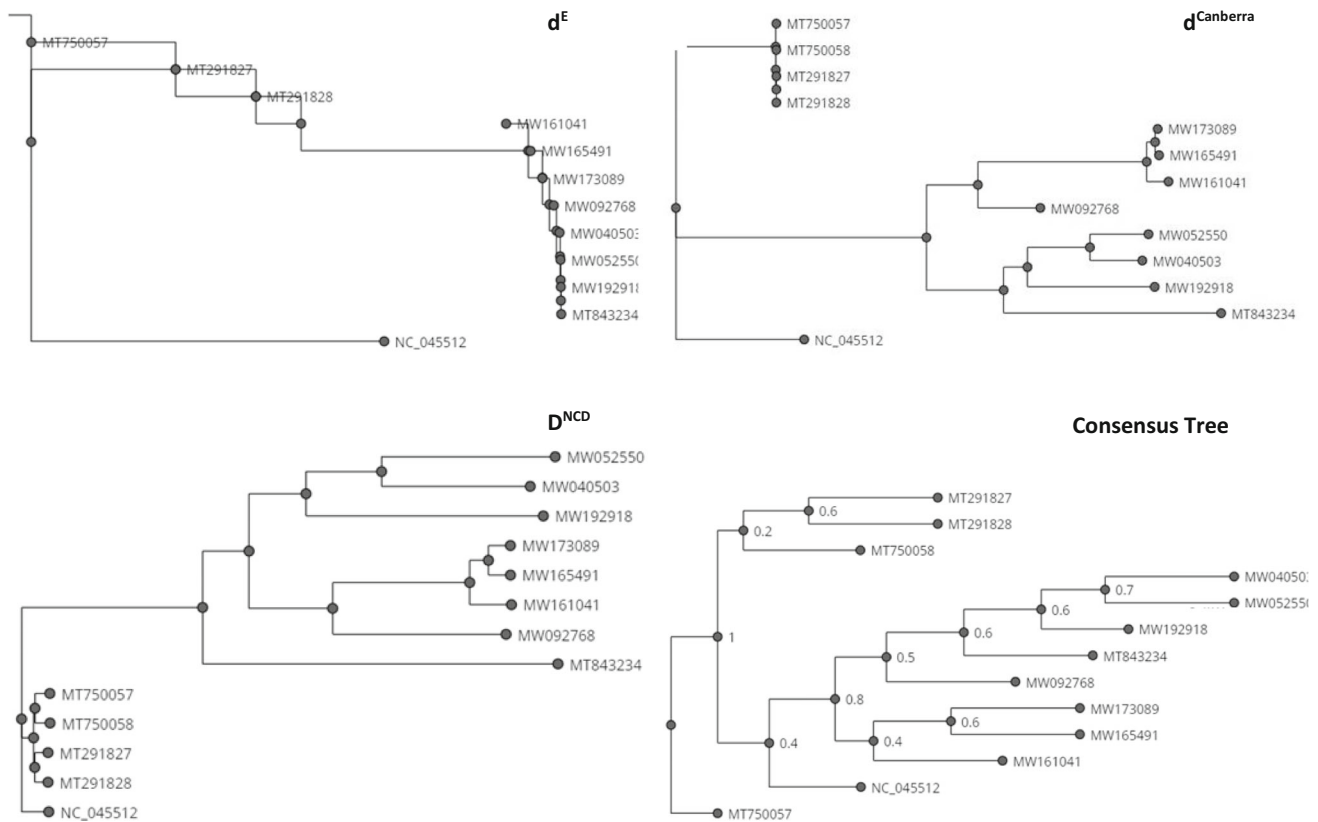 d^E
MT750057
MT291827
MT291828
MW161041
MW165491
MW173089
MW092768
MW040503
MW052550
MW192918
MT843234
NC_045512
d^Canberra
MT750057
MT750058
MT291827
MT291828
MW173089
MW165491
MW161041
MW092768
MW052550
MW040503
MW192918
MT843234
NC_045512
D^NCD
MW052550
MW040503
MW192918
MW173089
MW165491
MW161041
MW092768
MT843234
MT750057
MT750058
MT291827
MT291828
NC_045512
Consensus Tree
MT291827
0.6
MT291828
0.2
MT750058
MW04050
0.7
MW05255
0.6
MW192918
0.6
1
MT843234
0.5
MW092768
0.8
MW173089
0.6
MW165491
0.4
0.4
MW161041
NC_045512
MT750057